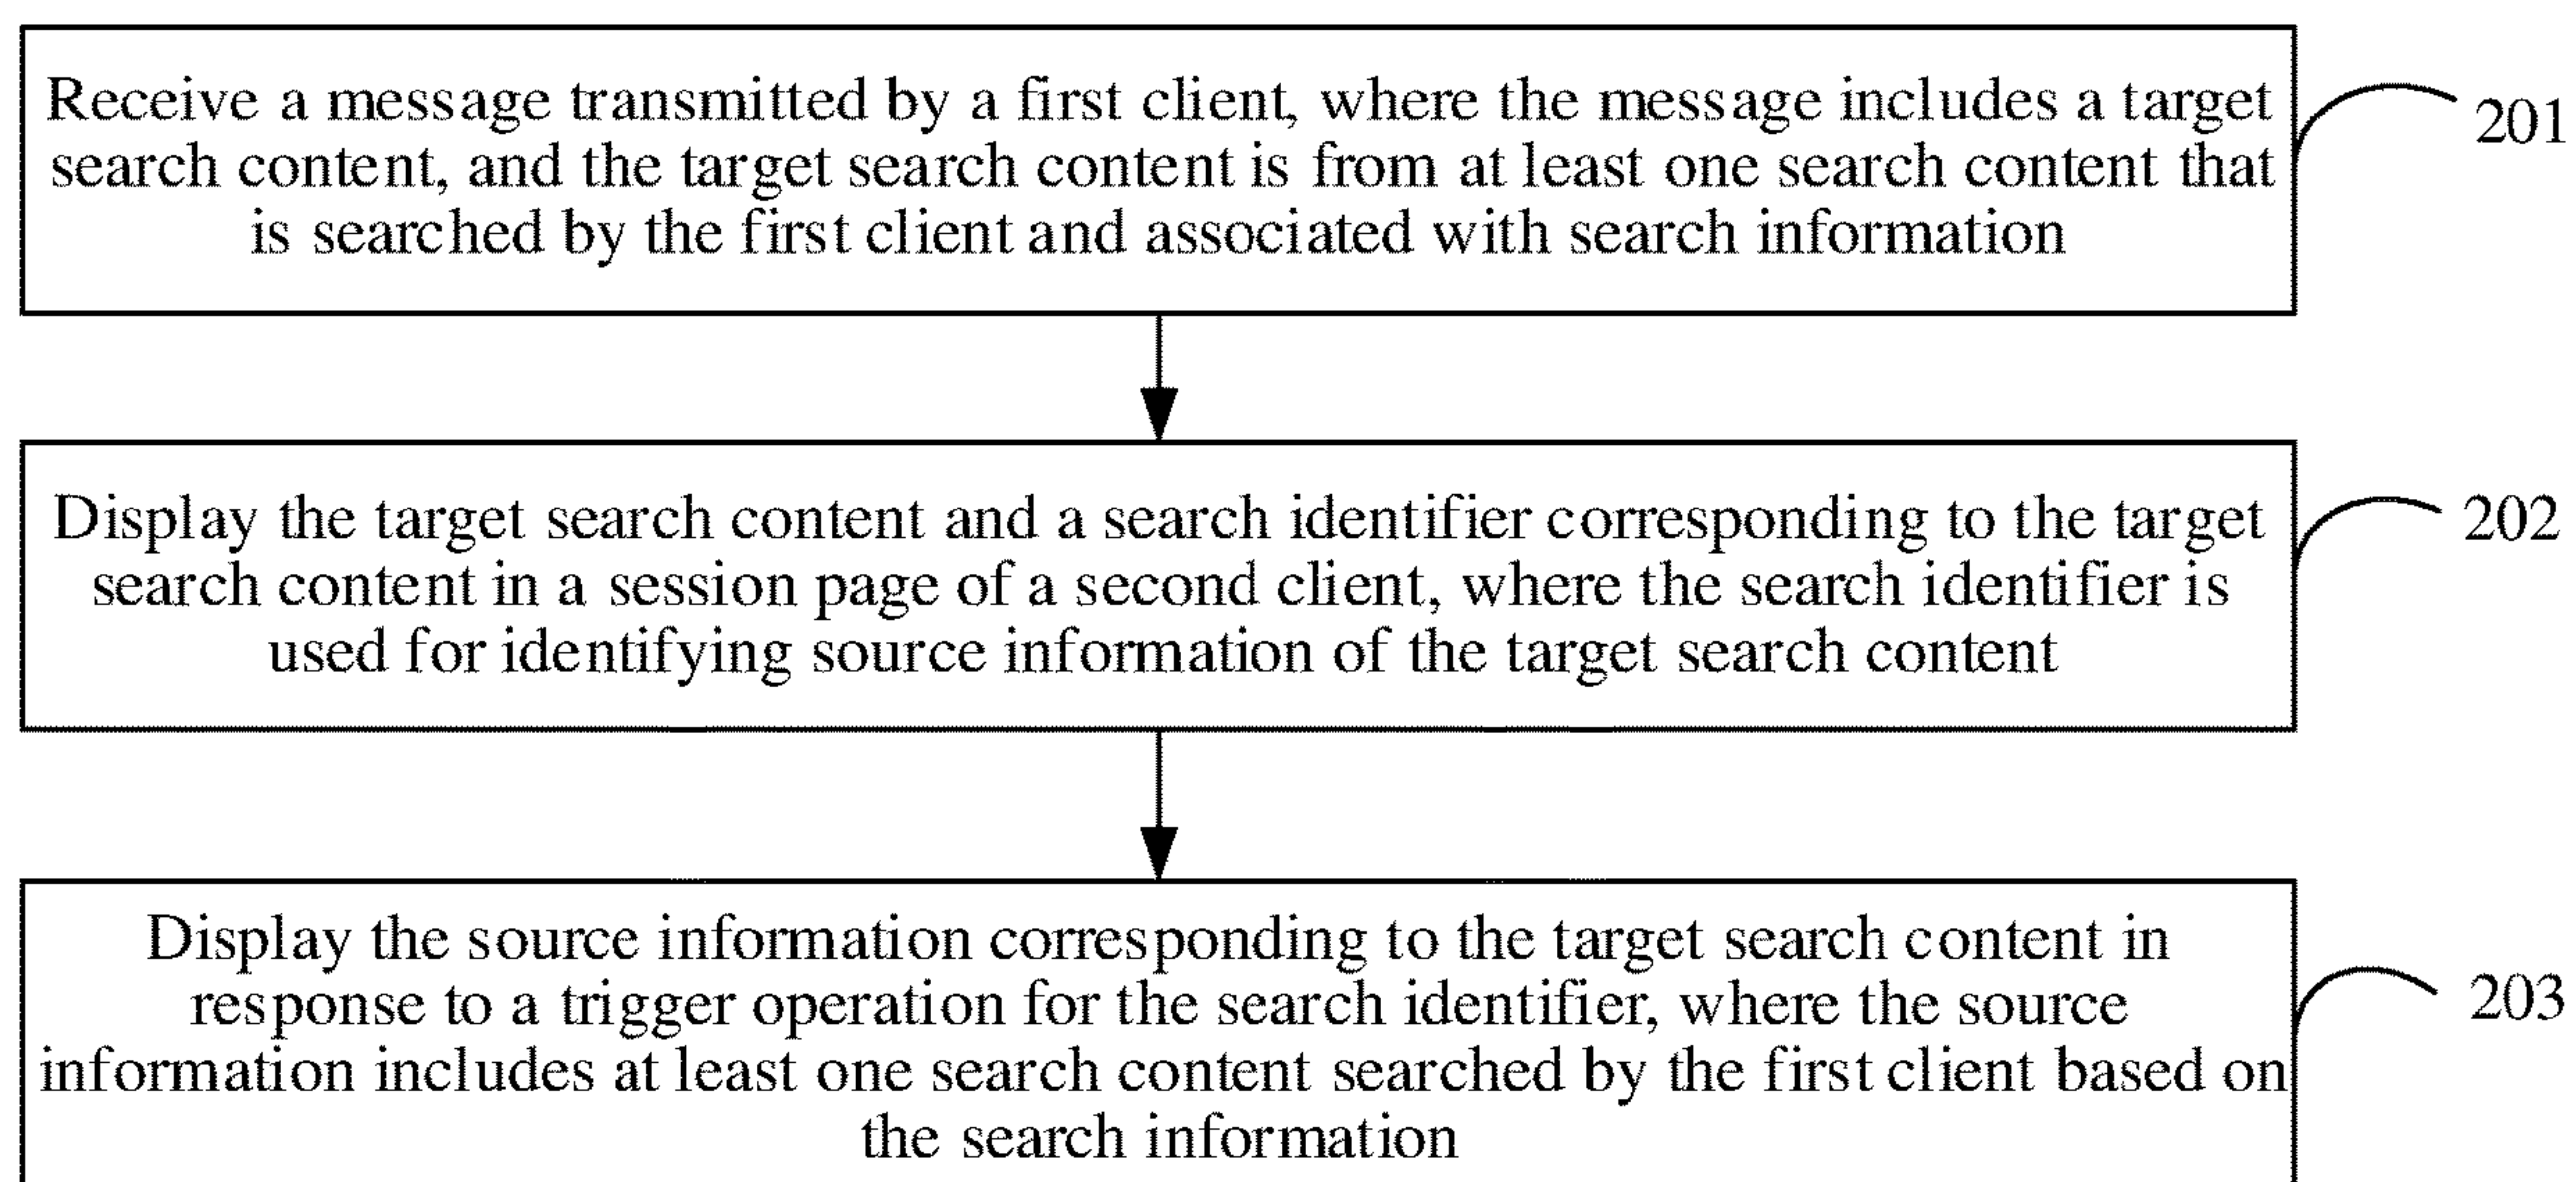 Receive a message transmitted by a first client, where the message includes a target
search content, and the target search content is from at least one search content that
is searched by the first client and associated with search information
201
Display the target search content and a search identifier corresponding to the target
search content in a session page of a second client, where the search identifier is
used for identifying source information of the target search content
202
Display the source information corresponding to the target search content in
response to a trigger operation for the search identifier, where the source
information includes at least one search content searched by the first client based on
the search information
203